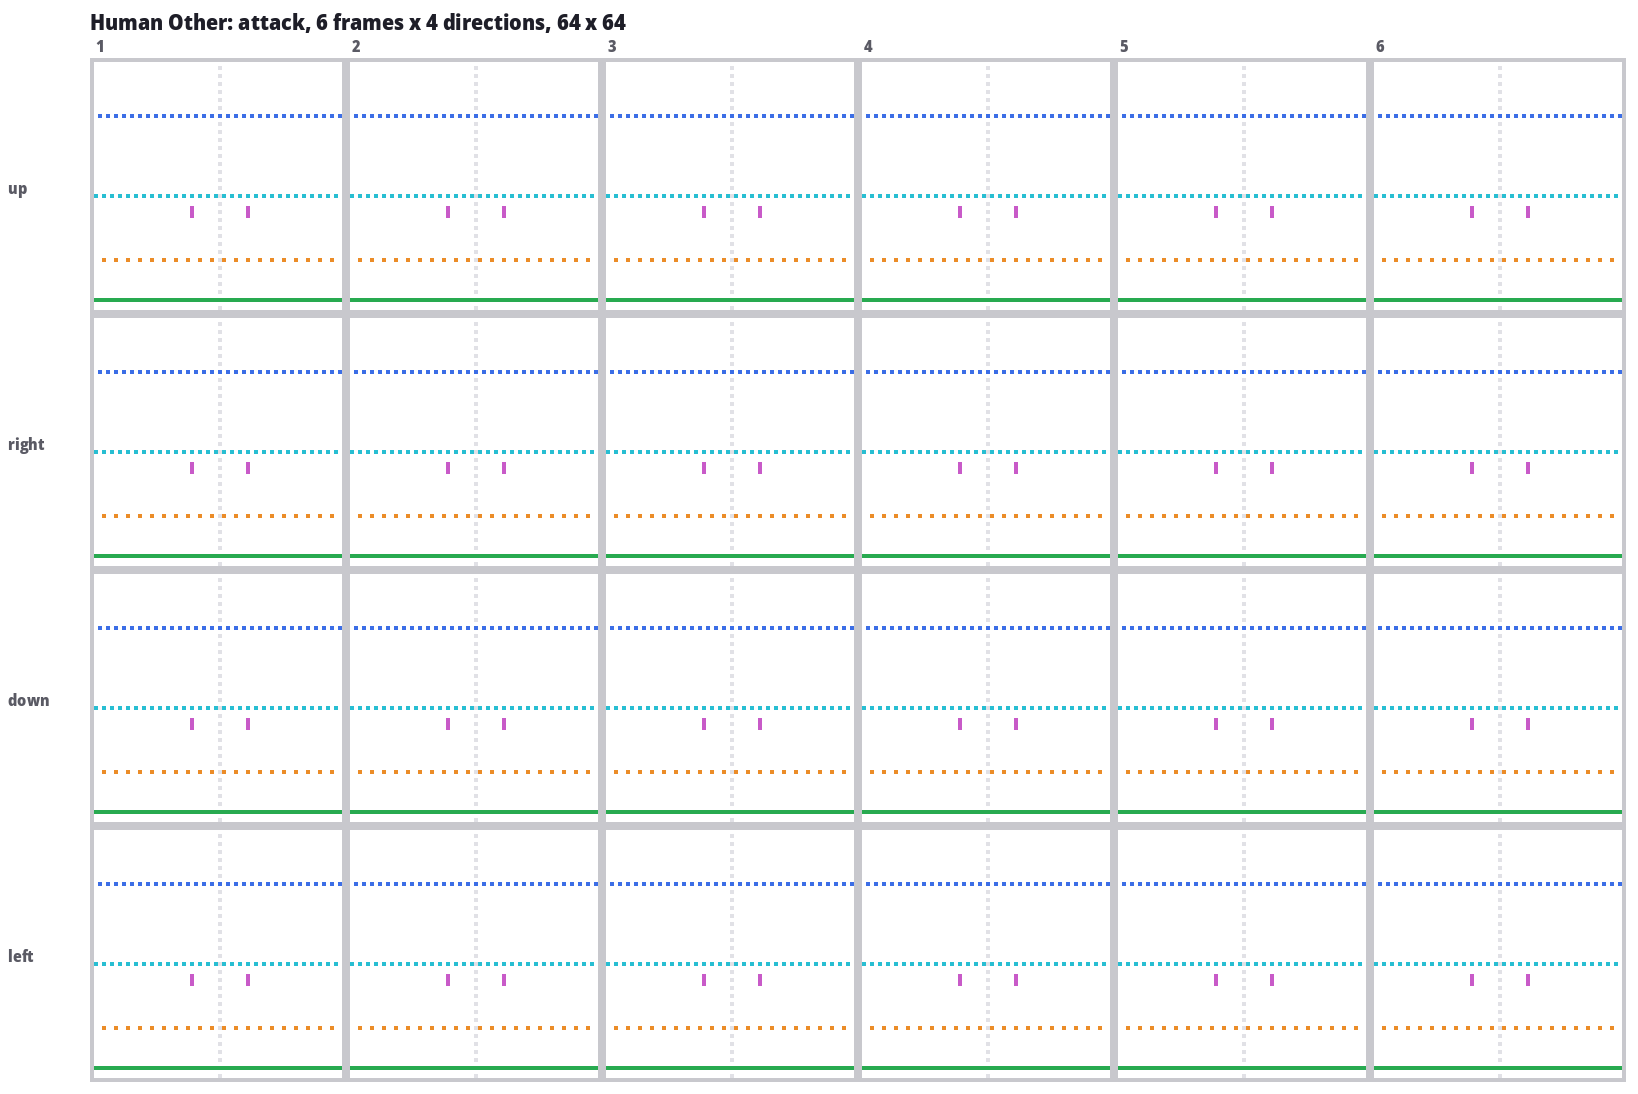 Human Other: attack, 6 frames x 4 directions, 64 x 64
1 2 3 4 5 6
up
right
down
left